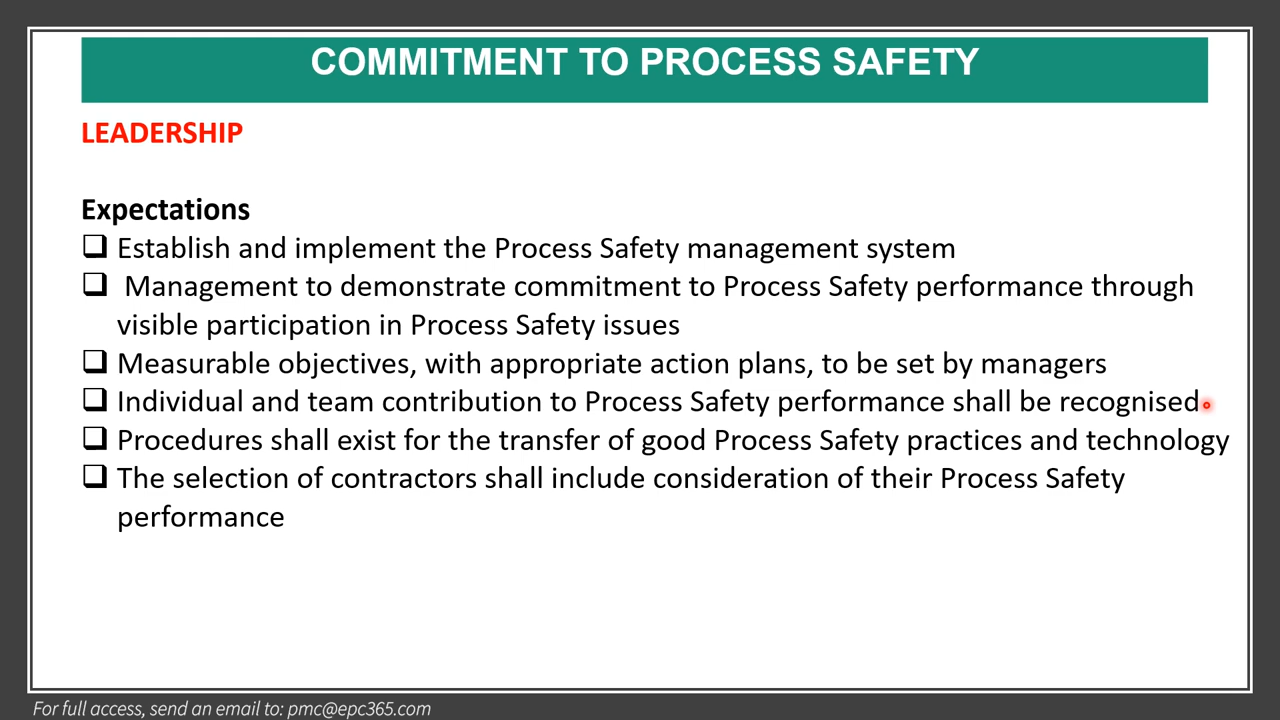 COMMITMENT TO PROCESS SAFETY
LEADERSHIP
Expectations
❑ Establish and implement the Process Safety management system
❑ Management to demonstrate commitment to Process Safety performance through
visible participation in Process Safety issues
❑ Measurable objectives, with appropriate action plans, to be set by managers
❑ Individual and team contribution to Process Safety performance shall be recognised
❑ Procedures shall exist for the transfer of good Process Safety practices and technology
❑ The selection of contractors shall include consideration of their Process Safety
performance
For full access, send an email to: pmc@epc365.com